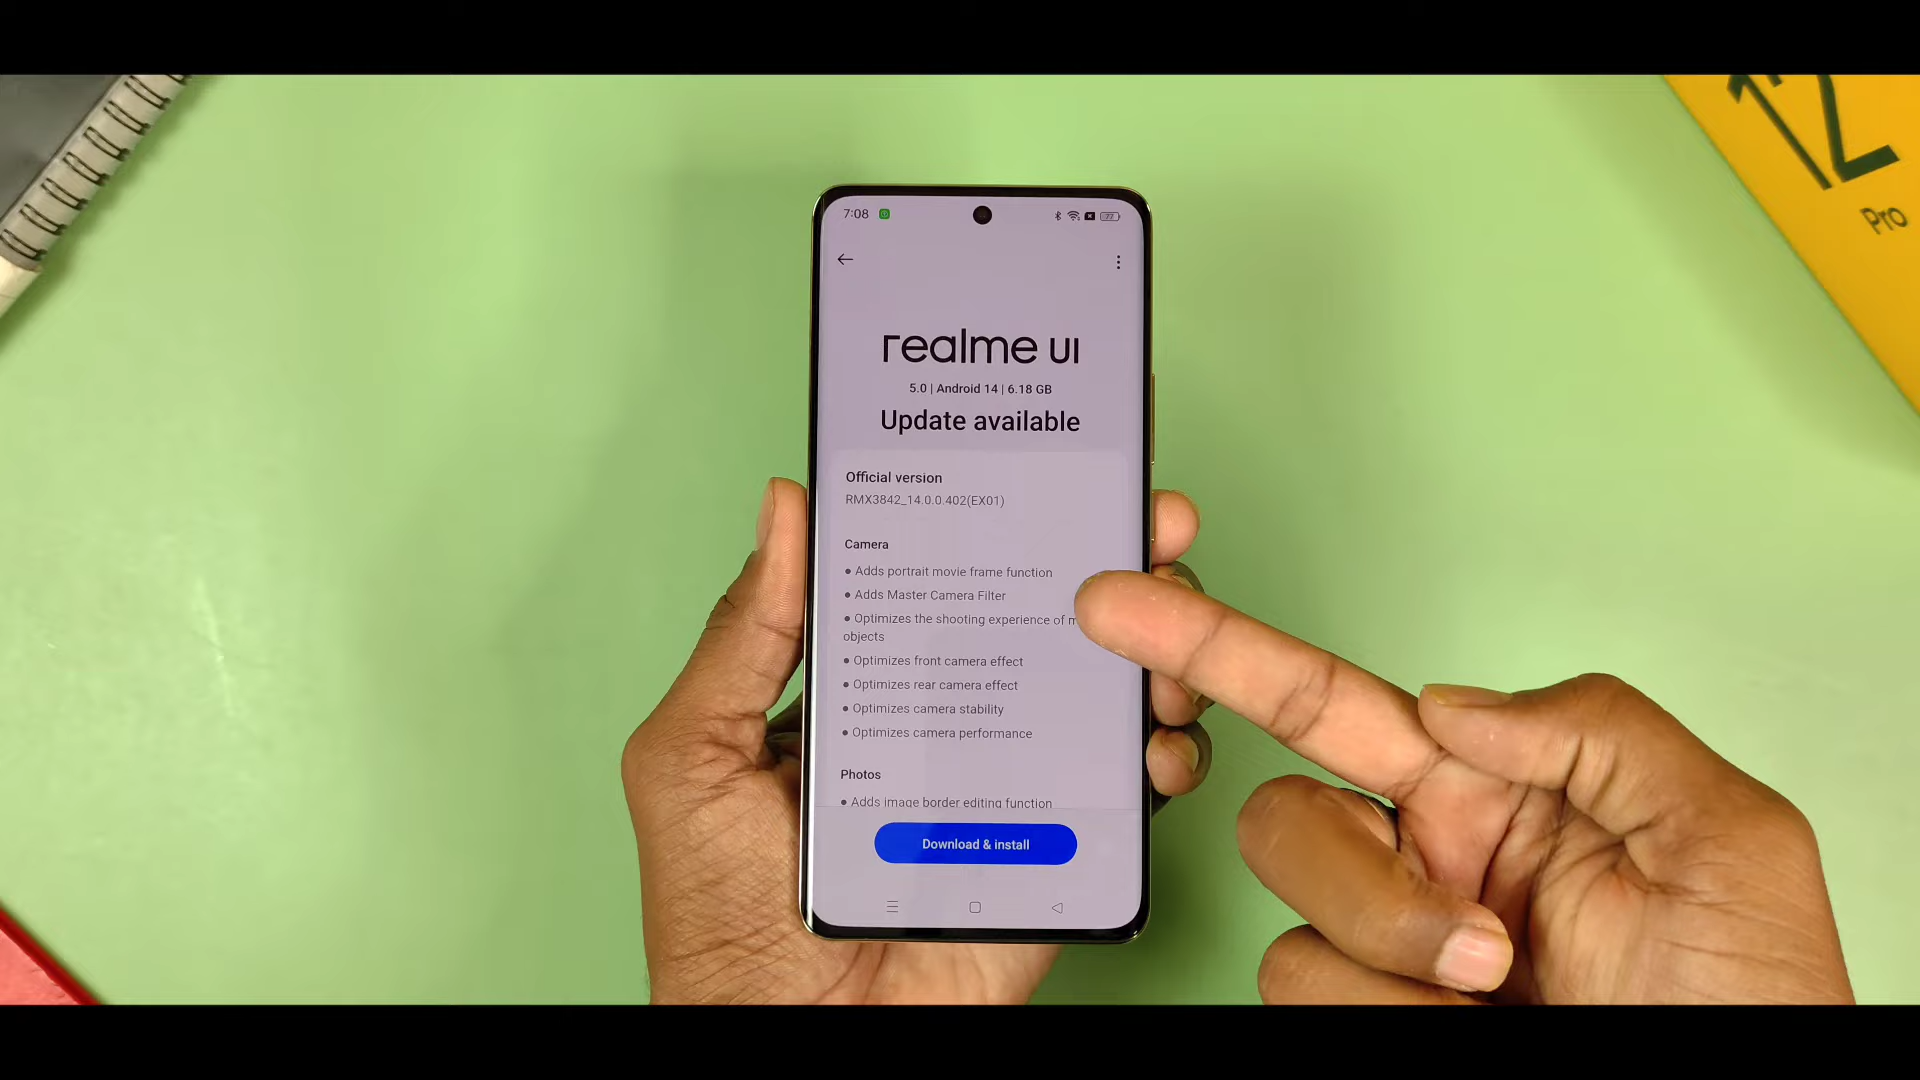 12
Pro
7:08
77
realme UI
5.0 | Android 14 | 6.18 GB
Update available
Official version
RMX3842_14.0.0.402(EX01)
Camera
● Adds portrait movie frame function
● Adds Master Camera Filter
● Optimizes the shooting experience of
objects
● Optimizes front camera effect
● Optimizes rear camera effect
● Optimizes camera stability
● Optimizes camera performance
Photos
● Adds image border editing function
Download & install